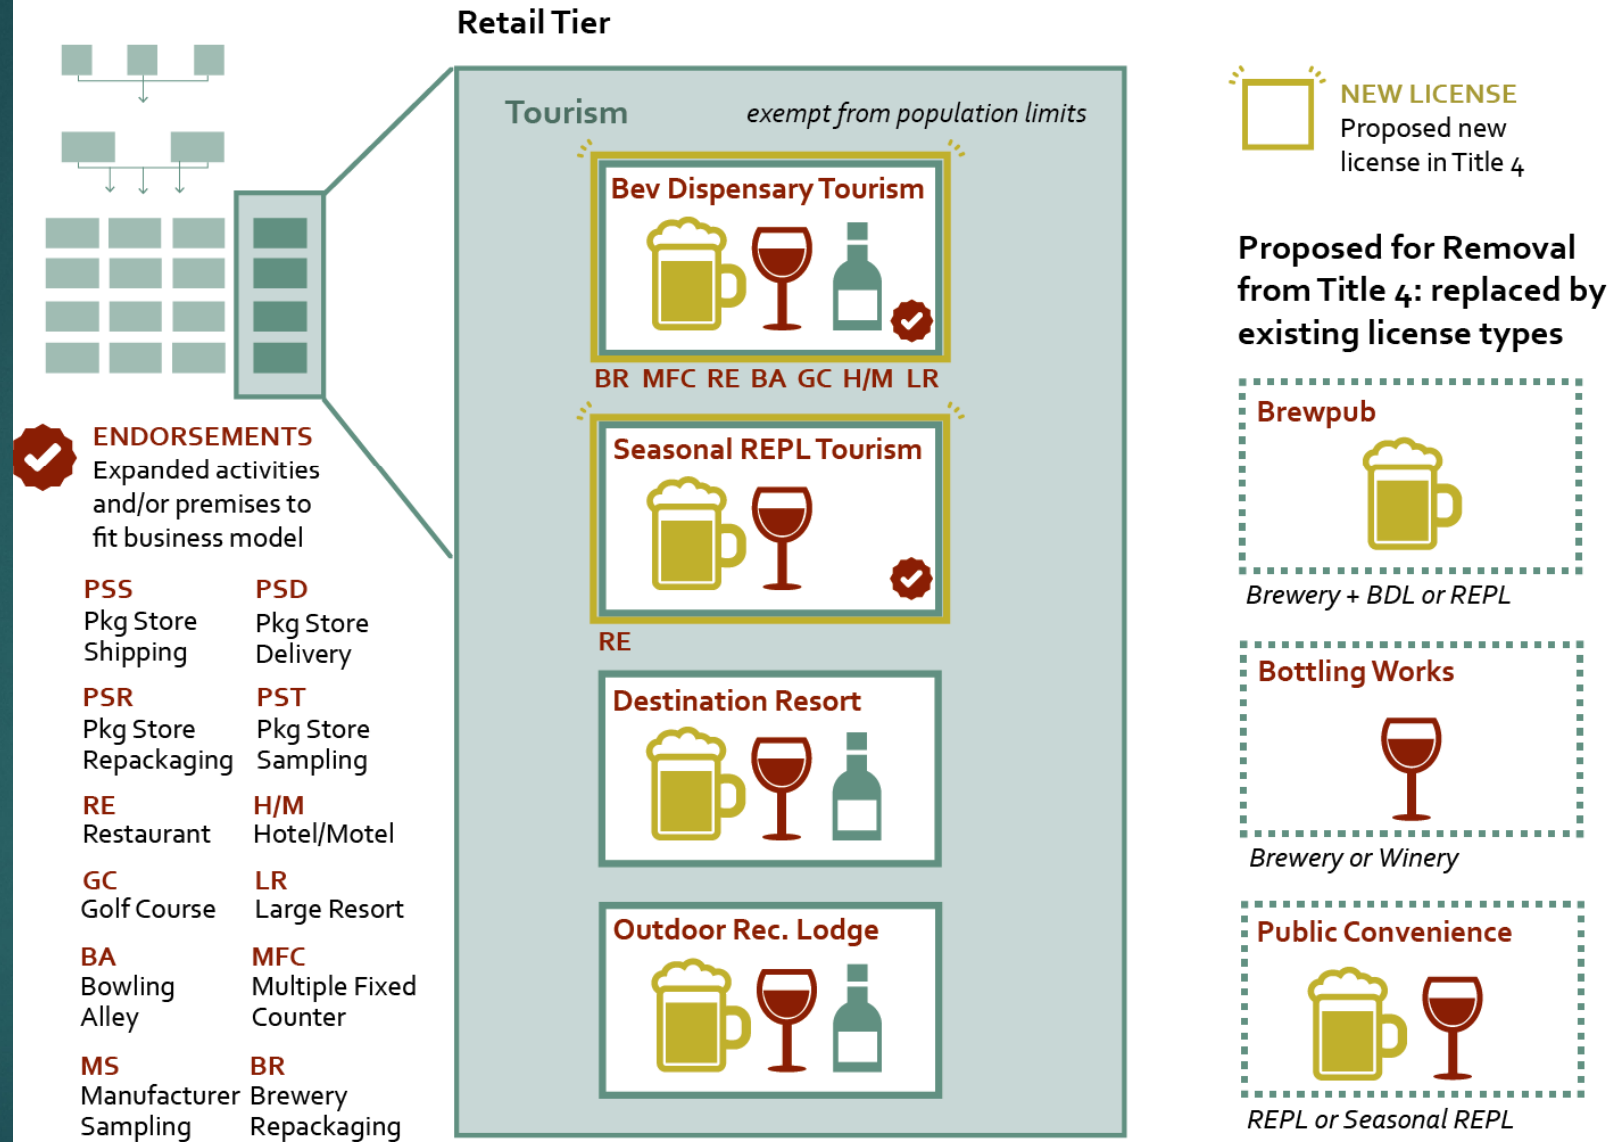 Retail Tier
Tourism
exempt from population limits
Bev Dispensary Tourism
BR MFC RE BA GC H/M LR
Seasonal REPL Tourism
RE
Destination Resort
Outdoor Rec. Lodge
ENDORSEMENTS
Expanded activities
and/or premises to
fit business model
PSS
Pkg Store
Shipping
PSD
Pkg Store
Delivery
PSR
Pkg Store
Repackaging
PST
Pkg Store
Sampling
RE
Restaurant
H/M
Hotel/Motel
GC
Golf Course
LR
Large Resort
BA
Bowling
Alley
MFC
Multiple Fixed
Counter
MS
Manufacturer
Sampling
BR
Brewery
Repackaging
NEW LICENSE
Proposed new
license in Title 4
Proposed for Removal
from Title 4: replaced by
existing license types
Brewpub
Brewery + BDL or REPL
Bottling Works
Brewery or Winery
Public Convenience
REPL or Seasonal REPL